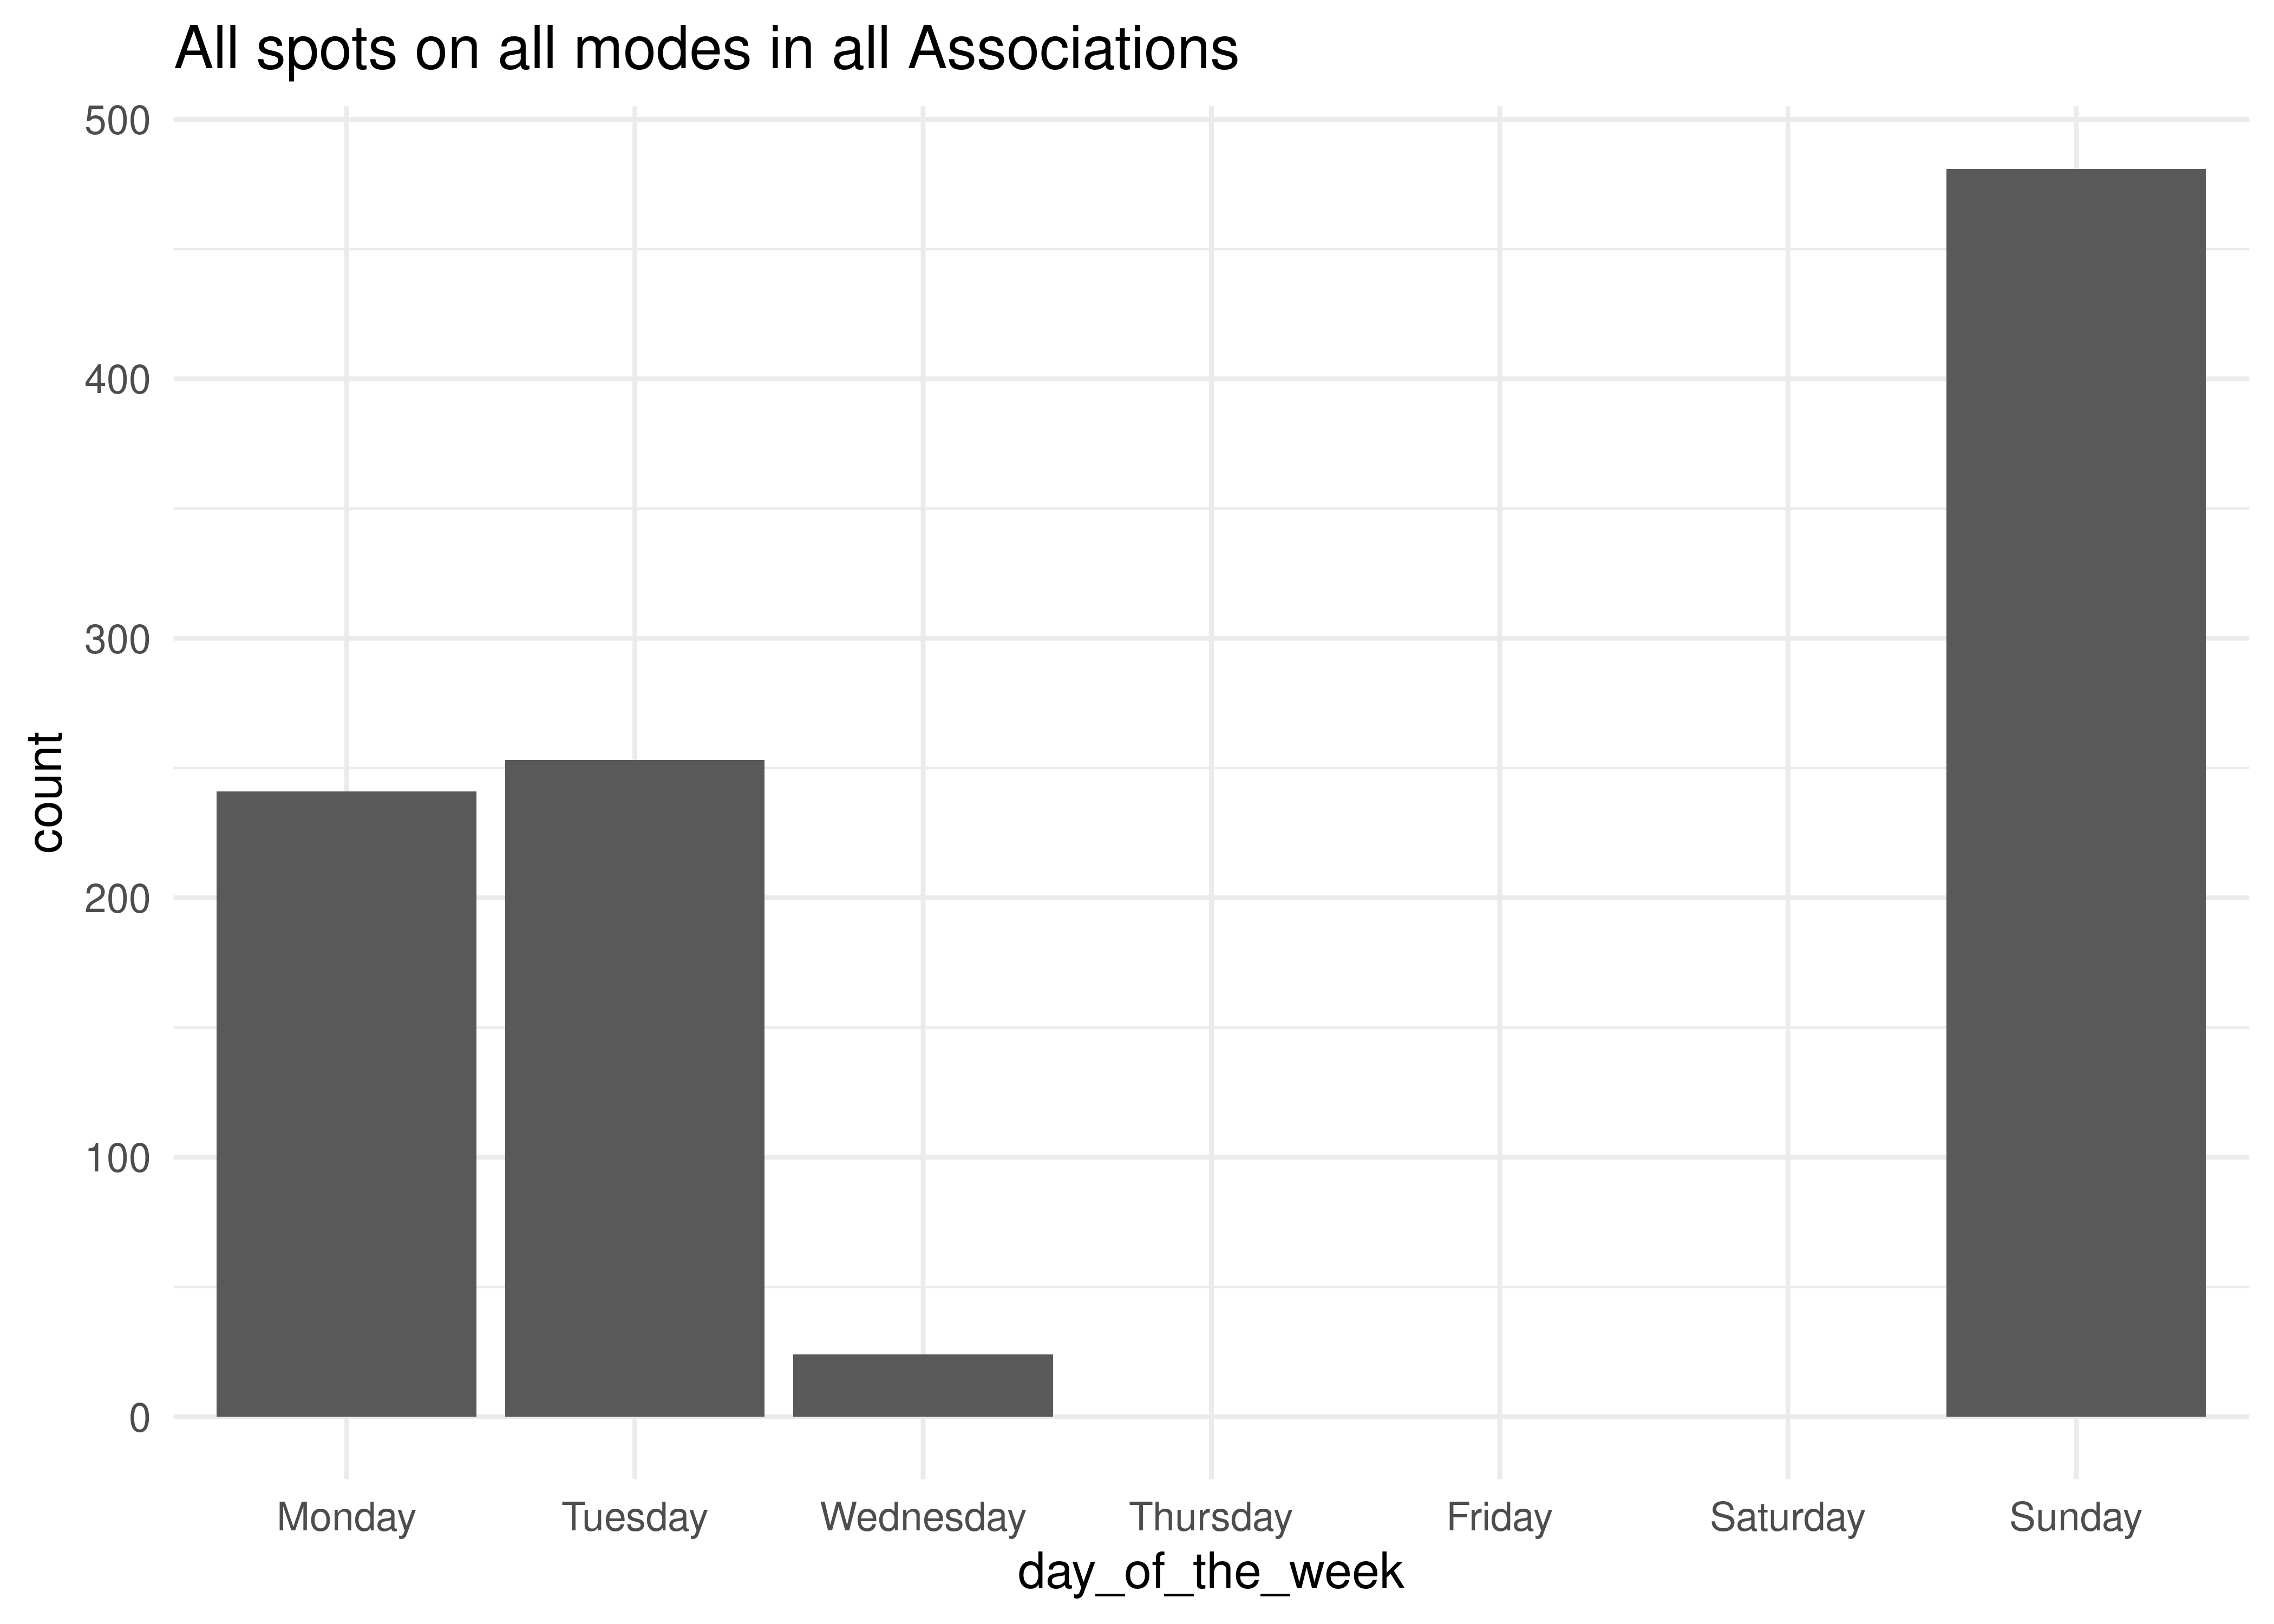 All spots on all modes in all Associations
500
400
300
200
100
0
count
Monday Tuesday Wednesday Thursday Friday Saturday Sunday
day_of_the_week